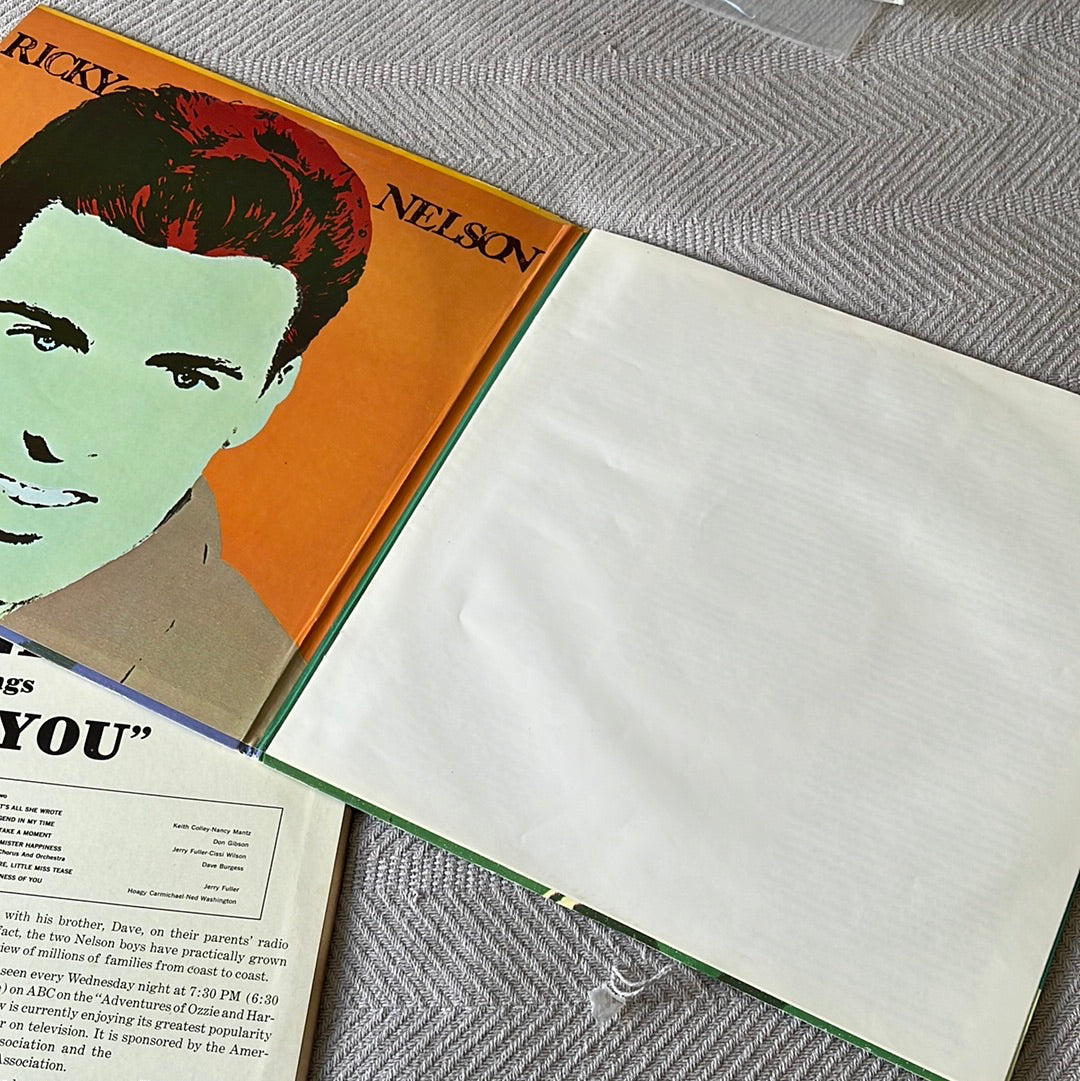 RICKY
NELSON
YOU”
T'S ALL SHE WROTE
Keith Colley-Nancy Mantz
GEND IN MY TIME
Don Gibson
TAKE A MOMENT
Jerry Fuller-Cissi Wilson
MISTER HAPPINESS
Dave Burgess
Chorus And Orchestra
RE, LITTLE MISS TEASE
Jerry Fuller
NESS OF YOU
Hoagy Carmichael-Ned Washington
with his brother, Dave, on their parents' radio
fact, the two Nelson boys have practically grown
iew of millions of families from coast to coast.
seen every Wednesday night at 7:30 PM (6:30
) on ABC on the “Adventures of Ozzie and Har-
w is currently enjoying its greatest popularity
r on television. It is sponsored by the Amer-
ssociation and the
Association.